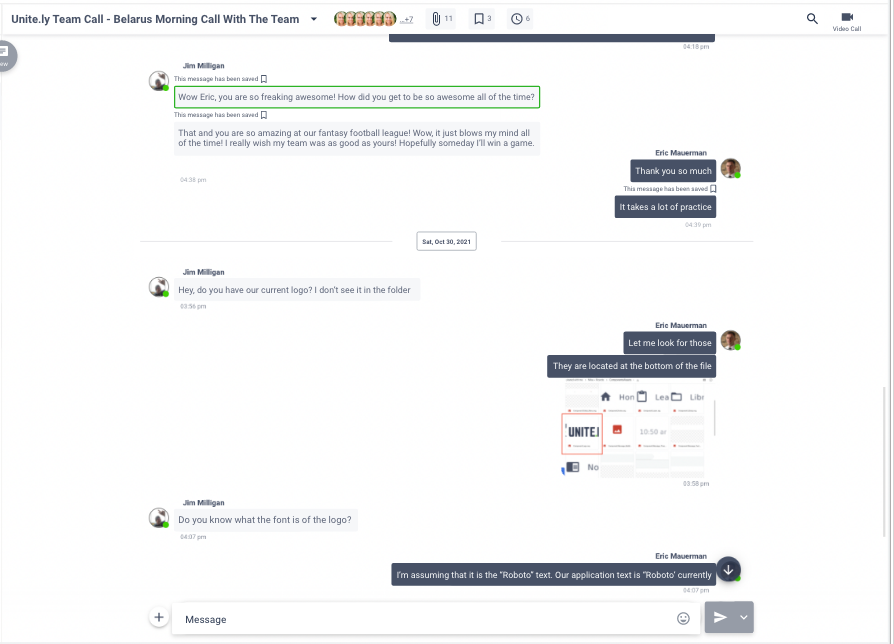 Unite.ly Team Call - Belarus Morning Call With The Team
...+7
11
3
6
Video Call
04:18 pm
Jim Milligan
This message has been saved
Wow Eric, you are so freaking awesome! How did you get to be so awesome all of the time?
This message has been saved
That and you are so amazing at our fantasy football league! Wow, it just blows my mind all
of the time! I really wish my team was as good as yours! Hopefully someday I'll win a game.
04:38 pm
Eric Mauerman
Thank you so much
This message has been saved
It takes a lot of practice
04:39 pm
Sat, Oct 30, 2021
Jim Milligan
Hey, do you have our current logo? I don't see it in the folder
03:56 pm
Eric Mauerman
Let me look for those
They are located at the bottom of the file
Hon
Lea
Libr
UNITE.I
10:50 ar
No
03:58 pm
Jim Milligan
Do you know what the font is of the logo?
04:07 pm
Eric Mauerman
I'm assuming that it is the "Roboto" text. Our application text is "Roboto' currently
04:07 pm
Message